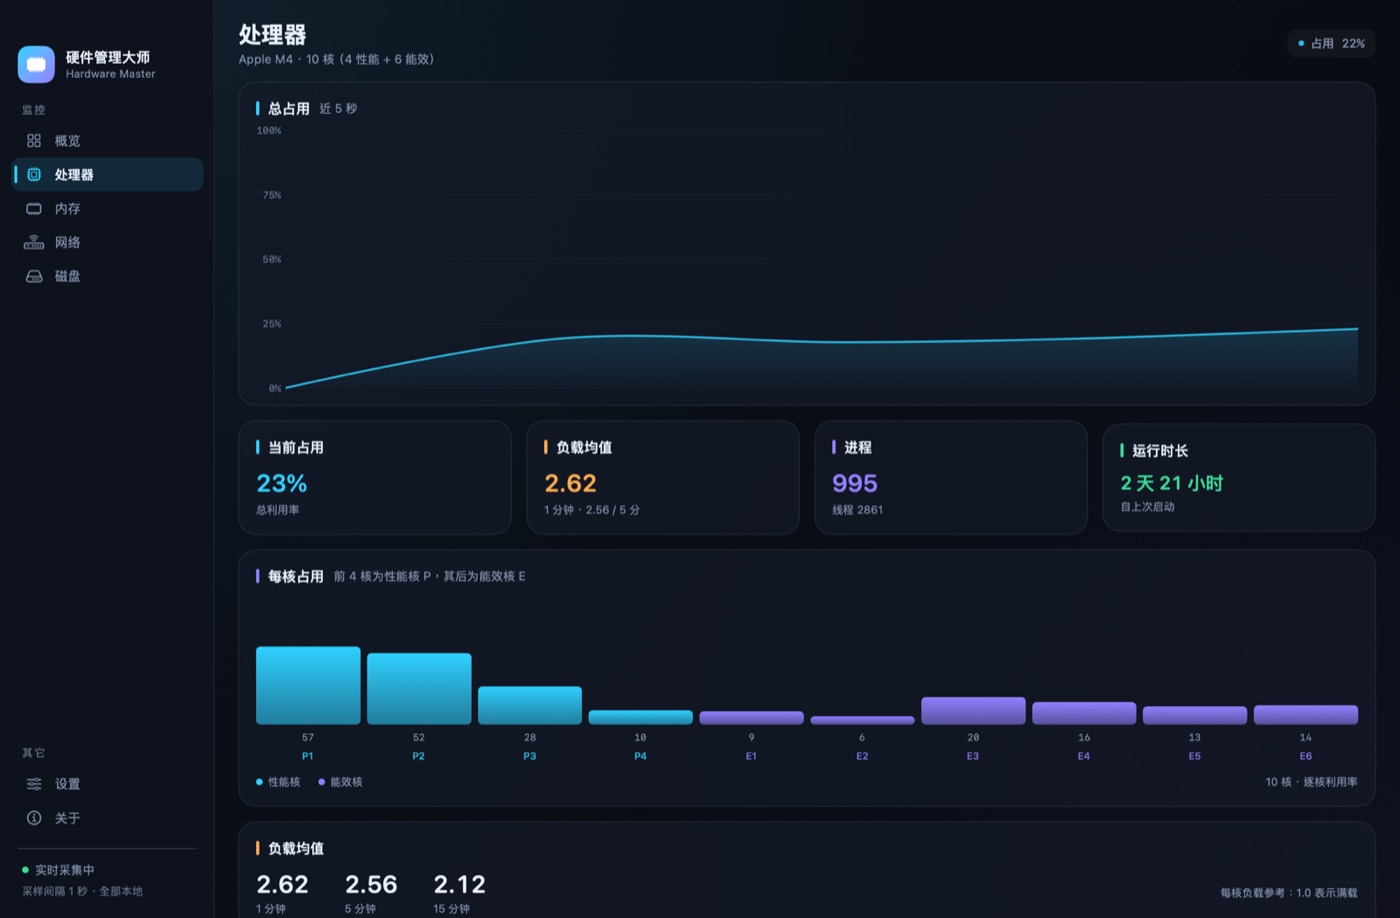 硬件管理大师
Hardware Master
监控
概览
处理器
内存
网络
磁盘
其它
设置
关于
实时采集中
采样间隔 1 秒 · 全部本地
处理器
Apple M4 · 10 核 (4 性能 + 6 能效)
占用 22%
总占用 近 5 秒
100%
75%
50%
25%
0%
当前占用
23%
总利用率
负载均值
2.62
1 分钟 · 2.56 / 5 分
进程
995
线程 2861
运行时长
2 天 21 小时
自上次启动
每核占用 前 4 核为性能核 P，其后为能效核 E
57 52 28 10 9 6 20 16 13 14
P1 P2 P3 P4 E1 E2 E3 E4 E5 E6
性能核 能效核
10 核 · 逐核利用率
负载均值
2.62 2.56 2.12
1 分钟 5 分钟 15 分钟
每核负载参考：1.0 表示满载